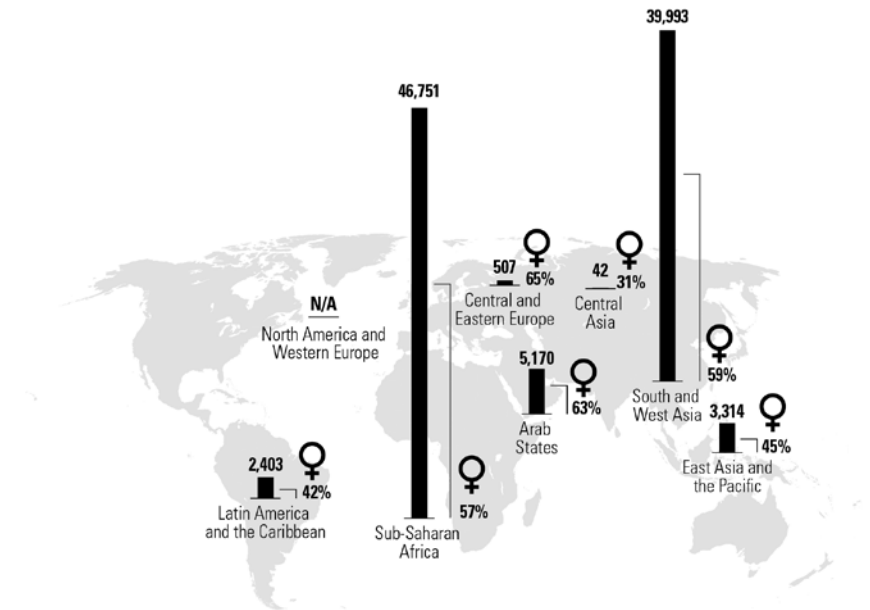 39,993
46,751
507
65%
Central and
Eastern Europe
42
31%
Central
Asia
N/A
North America and
Western Europe
5,170
63%
Arab
States
59%
South and
West Asia
3,314
45%
East Asia and
the Pacific
2,403
42%
Latin America
and the Caribbean
57%
Sub-Saharan
Africa